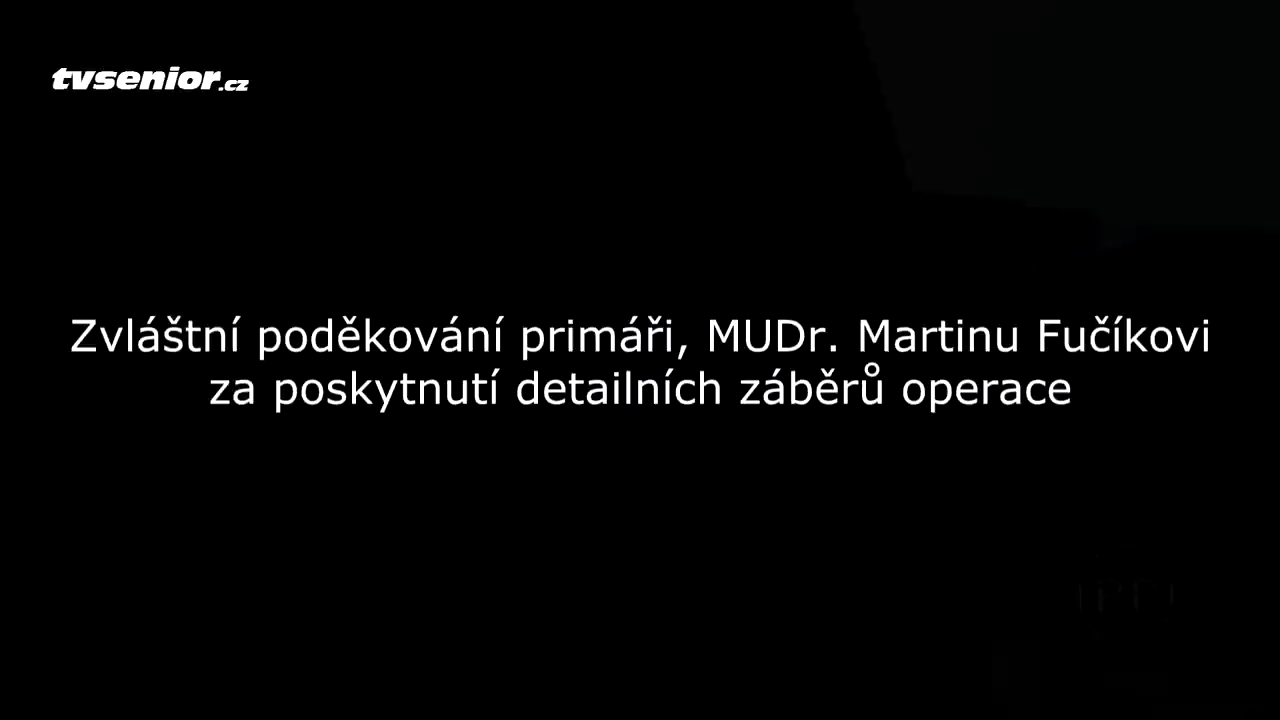 tvsenior.cz
Zvláštní poděkování primáři, MUDr. Martinu Fučíkovi
za poskytnutí detailních záběrů operace